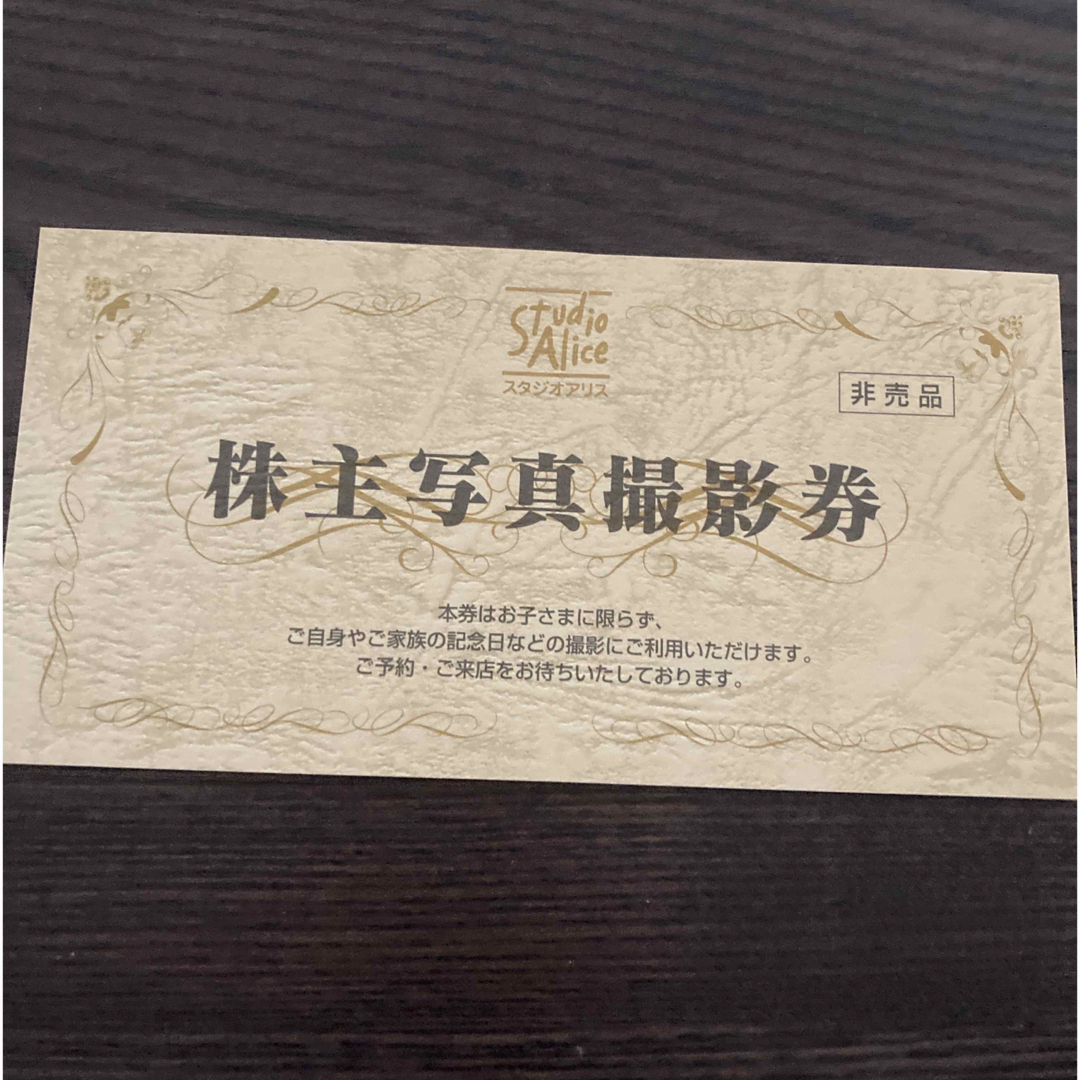 Studio
Alice
スタジオアリス
非売品
株主写真撮影券
本券はお子さまに限らず、
ご自身やご家族の記念日などの撮影にご利用いただけます。
ご予約・ご来店をお待ちいたしております。